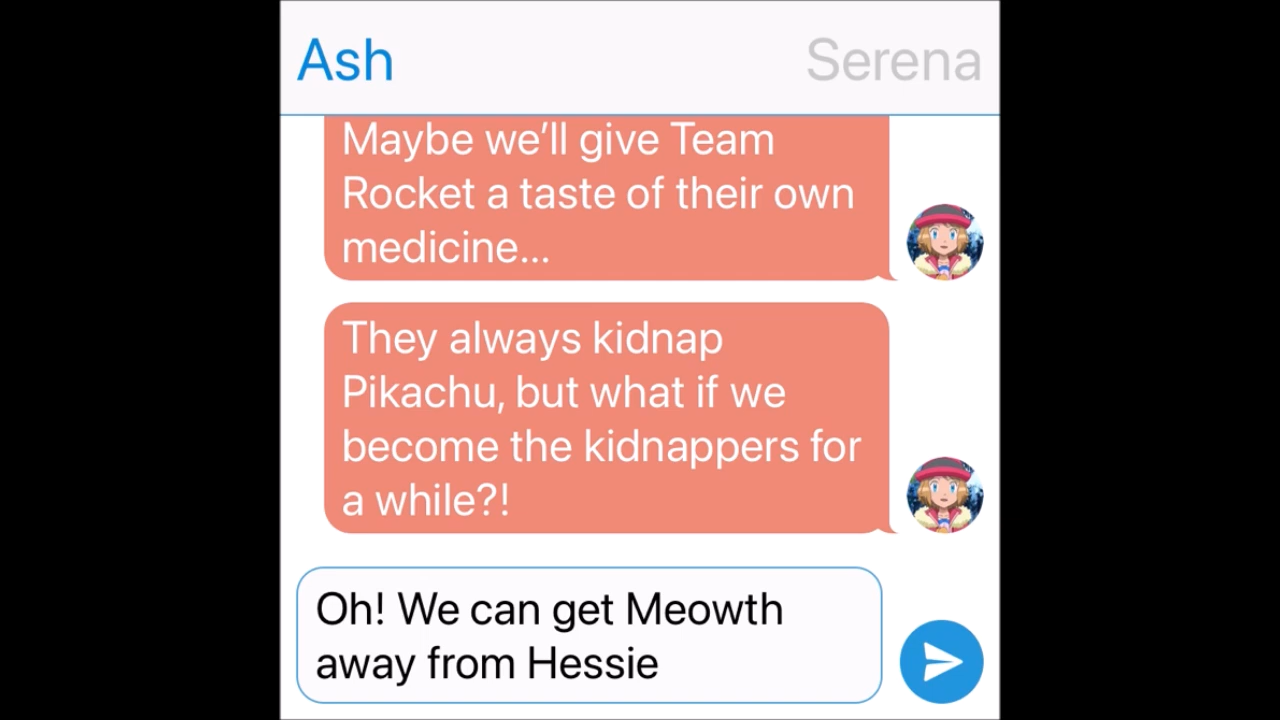 Ash
Serena
Maybe we’ll give Team
Rocket a taste of their own
medicine...
They always kidnap
Pikachu, but what if we
become the kidnappers for
a while?!
Oh! We can get Meowth
away from Hessie